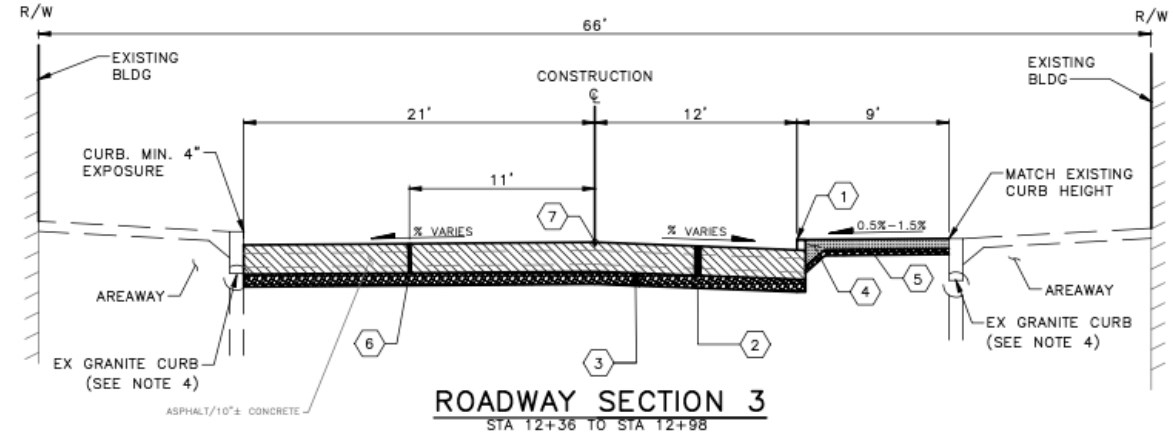 R/W
R/W
66'
EXISTING
BLDG
EXISTING
BLDG
CONSTRUCTION
℄
21'
12'
9'
CURB. MIN. 4"
EXPOSURE
MATCH EXISTING
CURB HEIGHT
11'
1
7
% VARIES
% VARIES
0.5%-1.5%
AREAWAY
4
5
AREAWAY
6
2
3
EX GRANITE CURB
(SEE NOTE 4)
EX GRANITE CURB
(SEE NOTE 4)
ASPHALT/10"± CONCRETE
ROADWAY SECTION 3
STA 12+36 TO STA 12+98